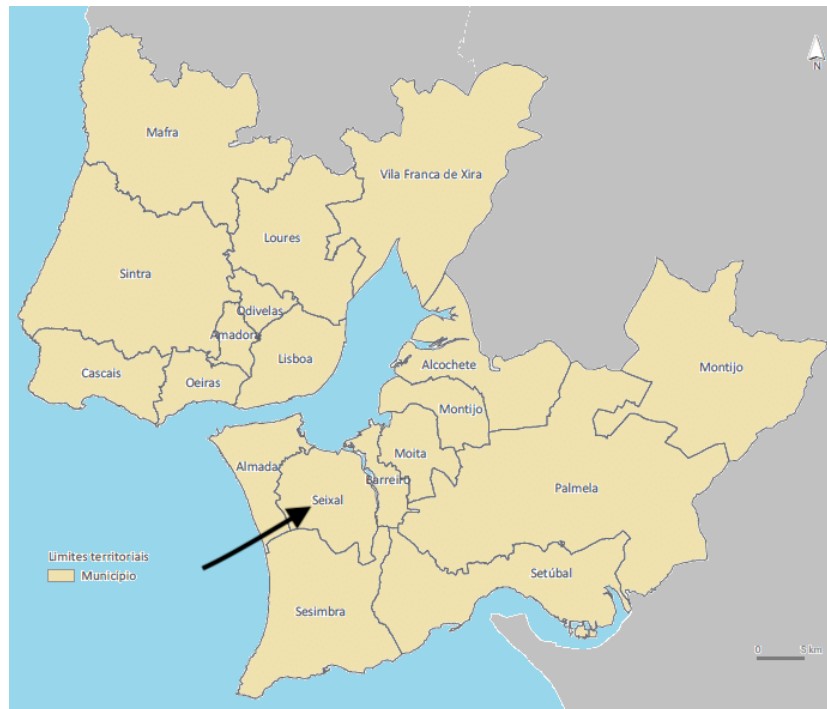 N
Mafra
Vila Franca de Xira
Loures
Sintra
Odivelas
Amadora
Lisboa
Cascais
Oeiras
Alcochete
Montijo
Montijo
Moita
Almada
Barreiro
Seixal
Palmela
Limites territoriais
Município
Setúbal
Sesimbra
0 5 km